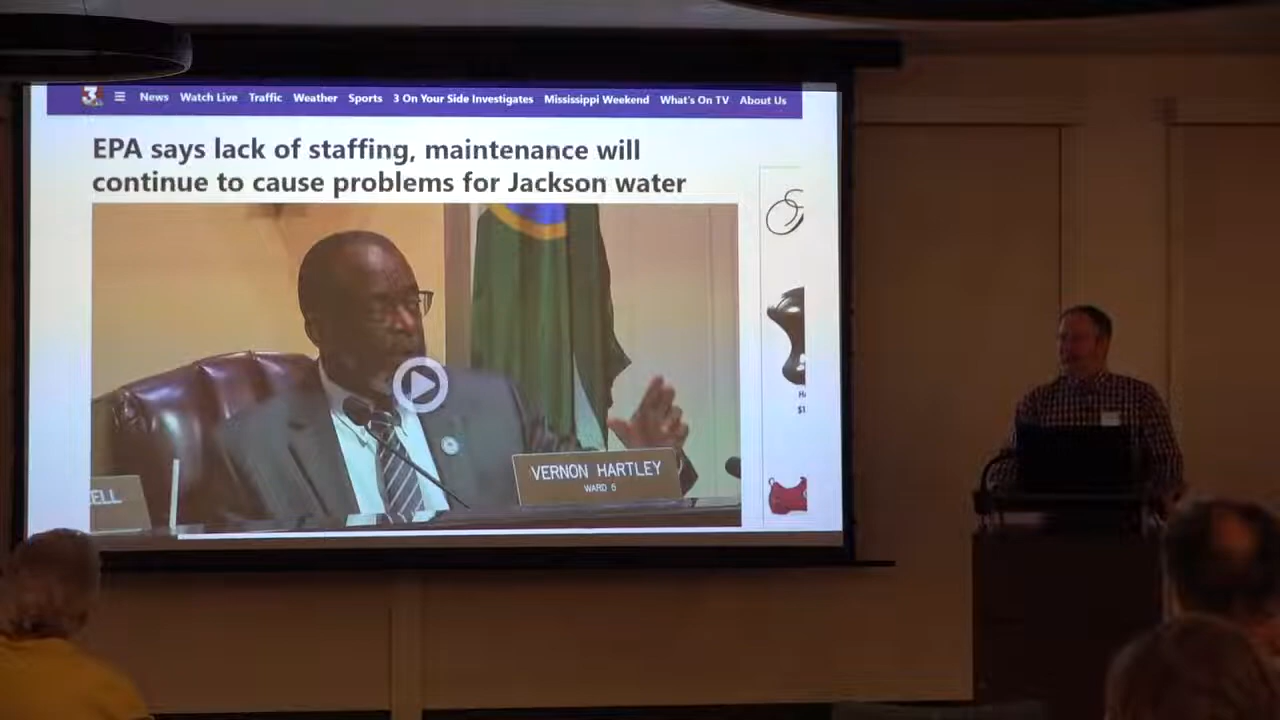 3 News Watch Live Traffic Weather Sports 3 On Your Side Investigates Mississippi Weekend What's On TV About Us
EPA says lack of staffing, maintenance will
continue to cause problems for Jackson water
ELL
VERNON HARTLEY
WARD 5
$1